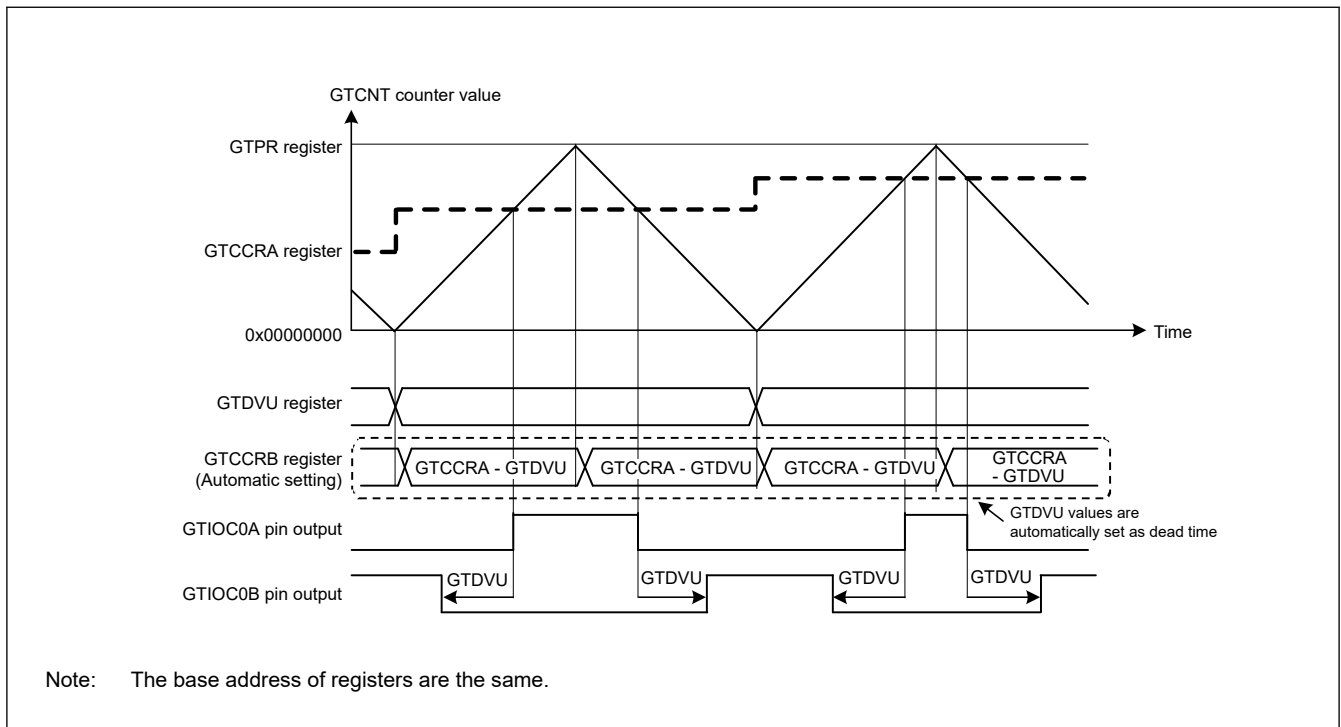 GTCNT counter value
GTPR register
GTCCRA register
0x00000000
Time
GTDVU register
GTCCRB register
(Automatic setting)
GTCCRA - GTDVU
GTCCRA - GTDVU
GTCCRA - GTDVU
GTCCRA
- GTDVU
GTDVU values are
automatically set as dead time
GTIOC0A pin output
GTIOC0B pin output
GTDVU
GTDVU
GTDVU
GTDVU
Note: The base address of registers are the same.